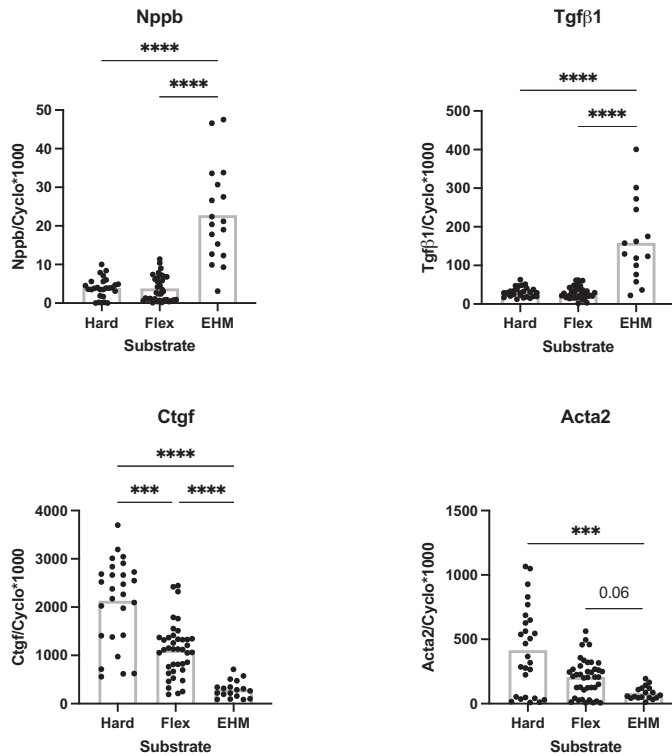 Nppb
****
****
50
40
30
20
10
0
Nppb/Cyclo*1000
Hard Flex EHM
Substrate
Tgfβ1
****
****
500
400
300
200
100
0
Tgfβ1/Cyclo*1000
Hard Flex EHM
Substrate
Ctgf
****
*** ****
4000
3000
2000
1000
0
Ctgf/Cyclo*1000
Hard Flex EHM
Substrate
Acta2
***
0.06
1500
1000
500
0
Acta2/Cyclo*1000
Hard Flex EHM
Substrate